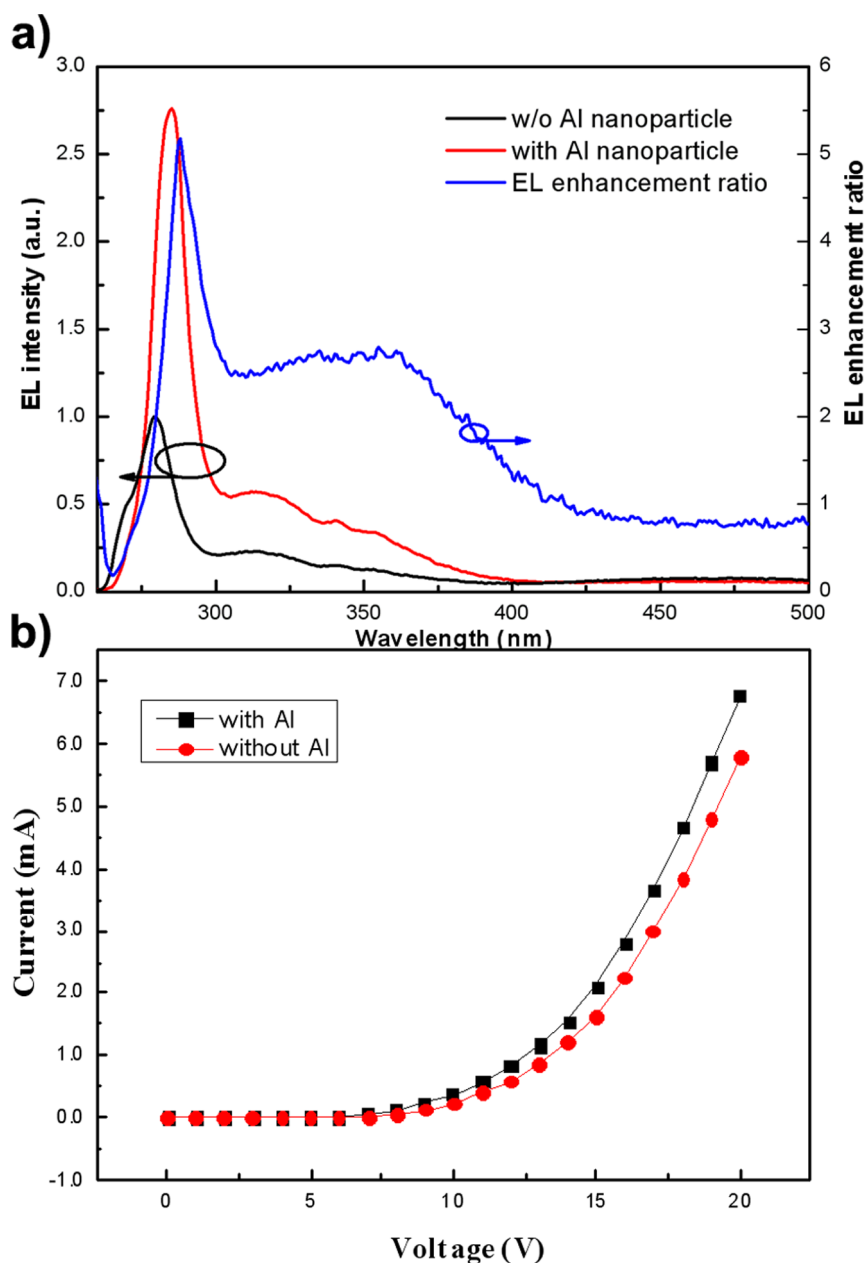 a)
3.0
2.5
2.0
1.5
1.0
0.5
0.0
EL intensity (a.u.)
w/o Al nanoparticle
with Al nanoparticle
EL enhancement ratio
6
5
4
3
2
1
0
EL enhancement ratio
300
350
400
450
500
Wavelength (nm)
b)
7.0
6.0
5.0
4.0
3.0
2.0
1.0
0.0
-1.0
Current (mA)
with Al
without Al
0
5
10
15
20
Voltage (V)